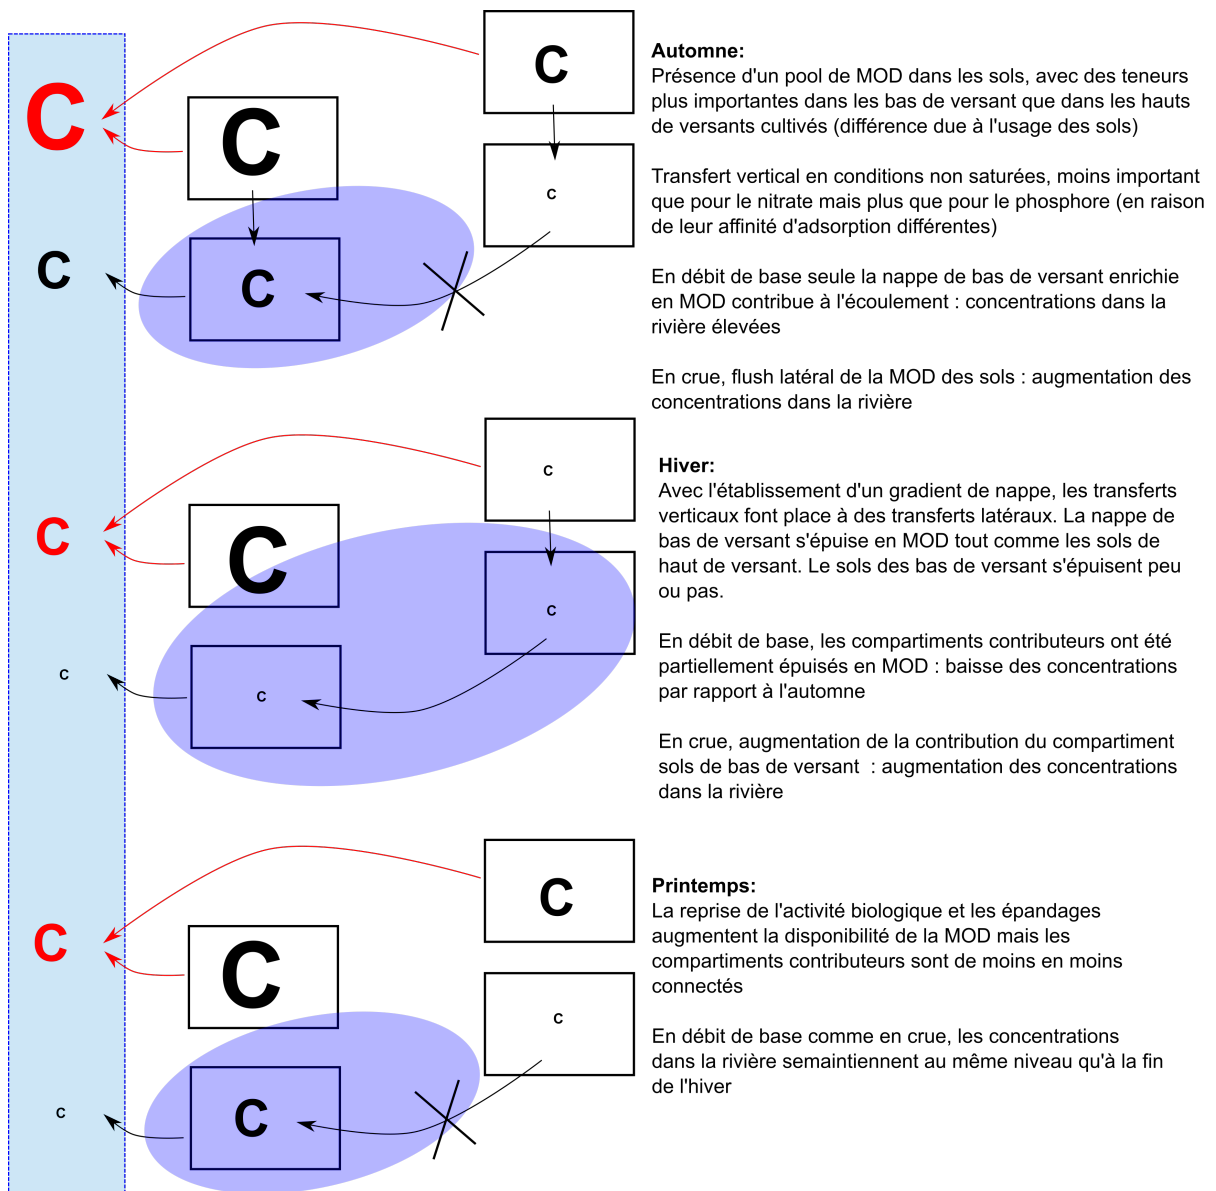 C
C
C
C
C
C
C
Automne:
Présence d'un pool de MOD dans les sols, avec des teneurs
plus importantes dans les bas de versant que dans les hauts
de versants cultivés (différence due à l'usage des sols)
Transfert vertical en conditions non saturées, moins important
que pour le nitrate mais plus que pour le phosphore (en raison
de leur affinité d'adsorption différentes)
En débit de base seule la nappe de bas de versant enrichie
en MOD contribue à l'écoulement : concentrations dans la
rivière élevées
En crue, flush latéral de la MOD des sols : augmentation des
concentrations dans la rivière
C
C
C
C
C
C
Hiver:
Avec l'établissement d'un gradient de nappe, les transferts
verticaux font place à des transferts latéraux. La nappe de
bas de versant s'épuise en MOD tout comme les sols de
haut de versant. Le sols des bas de versant s'épuisent peu
ou pas.
En débit de base, les compartiments contributeurs ont été
partiellement épuisés en MOD : baisse des concentrations
par rapport à l'automne
En crue, augmentation de la contribution du compartiment
sols de bas de versant  : augmentation des concentrations
dans la rivière
C
C
C
C
C
C
Printemps:
La reprise de l'activité biologique et les épandages
augmentent la disponibilité de la MOD mais les
compartiments contributeurs sont de moins en moins
connectés
En débit de base comme en crue, les concentrations
dans la rivière semaintiennent au même niveau qu'à la fin
de l'hiver